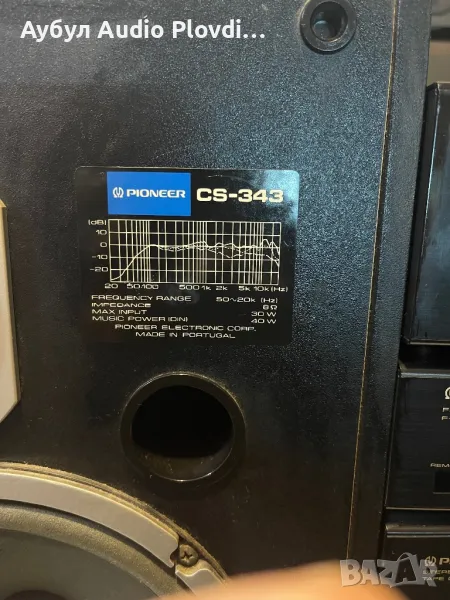 Аубул Audio Plovdi...
PIONEER CS-343
(dB)
10
0
-10
-20
20 50 100 500 1k 2k 5k 10k (Hz)
FREQUENCY RANGE 50~20k (Hz)
IMPEDANCE 8Ω
MAX INPUT 30 W
MUSIC POWER (DIN) 40 W
PIONEER ELECTRONIC CORP.
MADE IN PORTUGAL
BAZAR